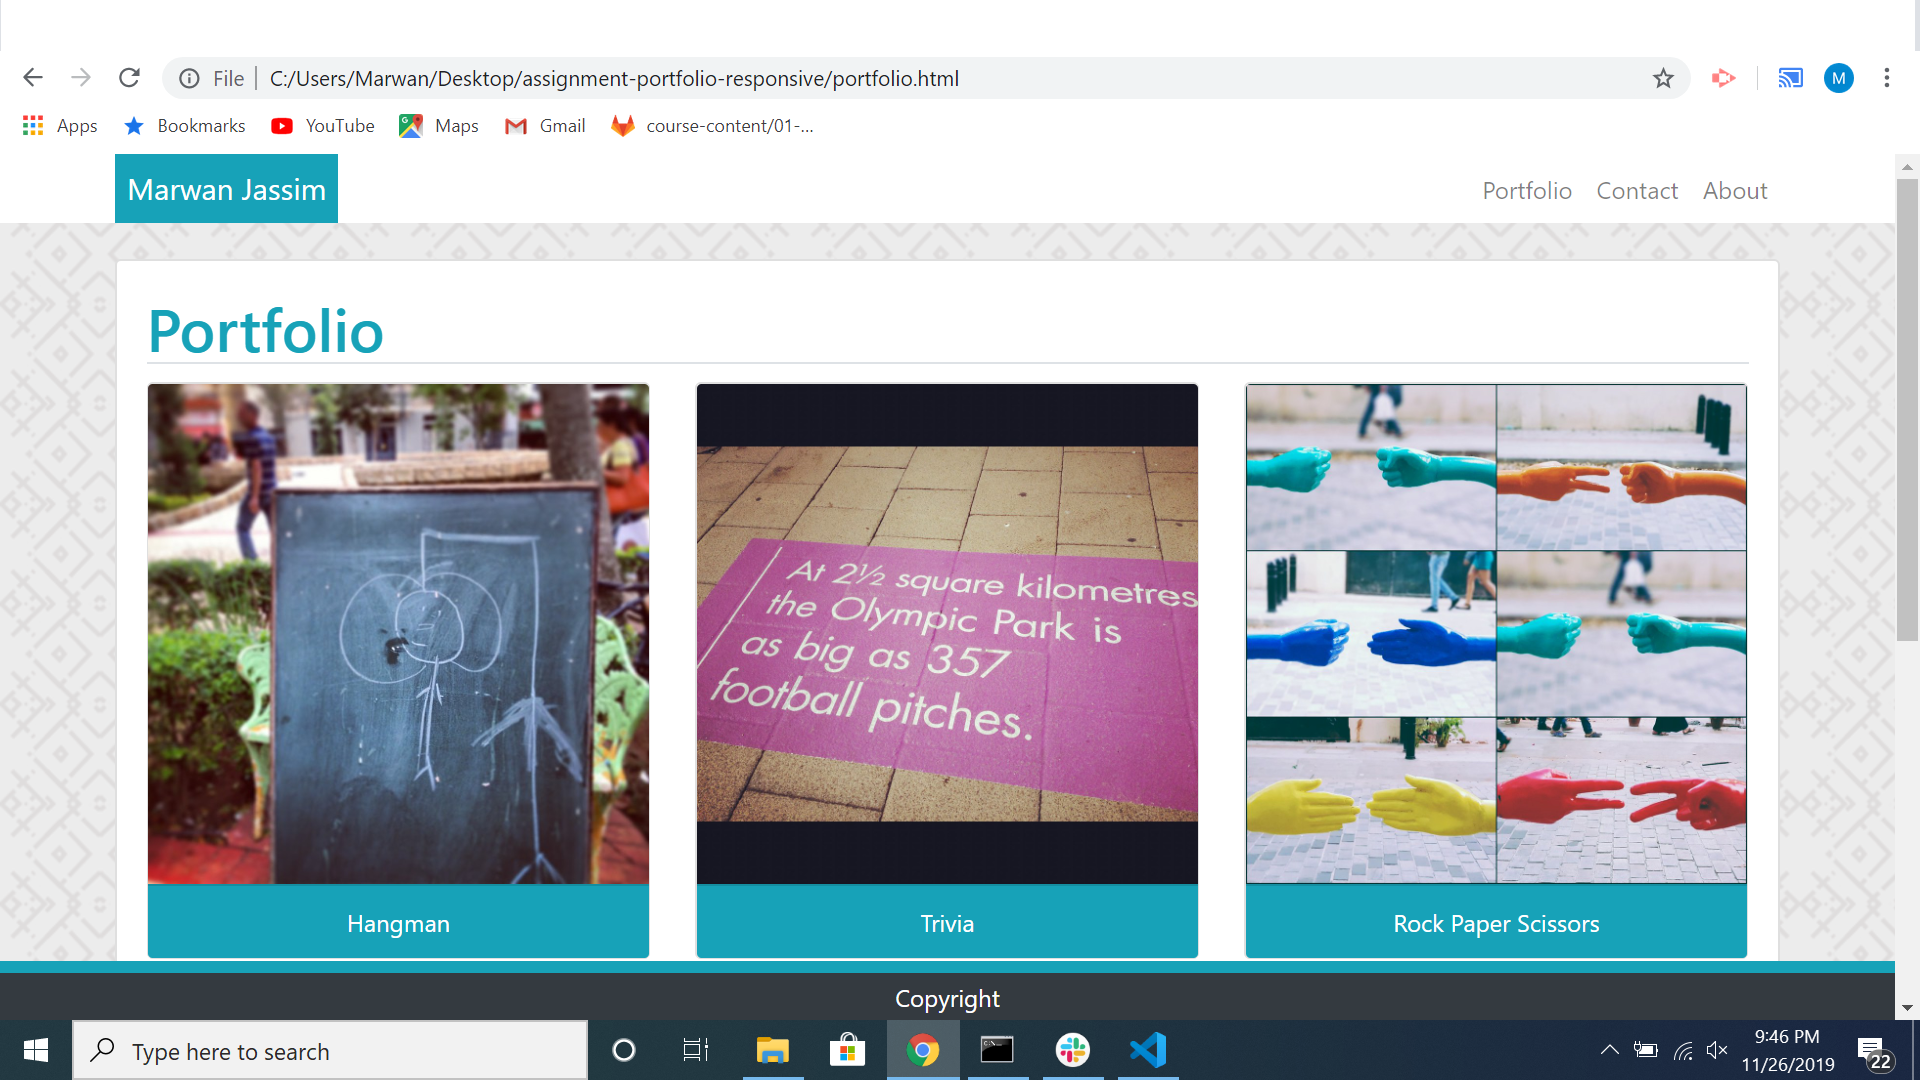 File
C:/Users/Marwan/Desktop/assignment-portfolio-responsive/portfolio.html
M
Apps
Bookmarks
YouTube
Maps
Gmail
course-content/01-...
Marwan Jassim
Portfolio
Contact
About
Portfolio
At 2½ square kilometres
the Olympic Park is
as big as 357
football pitches.
Hangman
Trivia
Rock Paper Scissors
Copyright
Type here to search
9:46 PM
11/26/2019
22